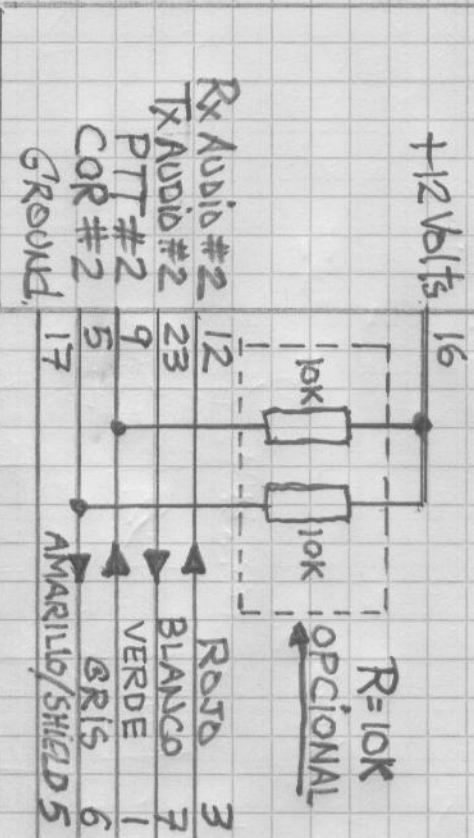 +12 Volts 16
R=10K
OPCIONAL
10K 10K
Rx AUDIO #2 12 ROJO 3
Tx AUDIO #2 23 BLANCO 7
PTT #2 9 VERDE 1
COR #2 5 GRIS 6
GROUND. 17 AMARILLO/SHIELD 5